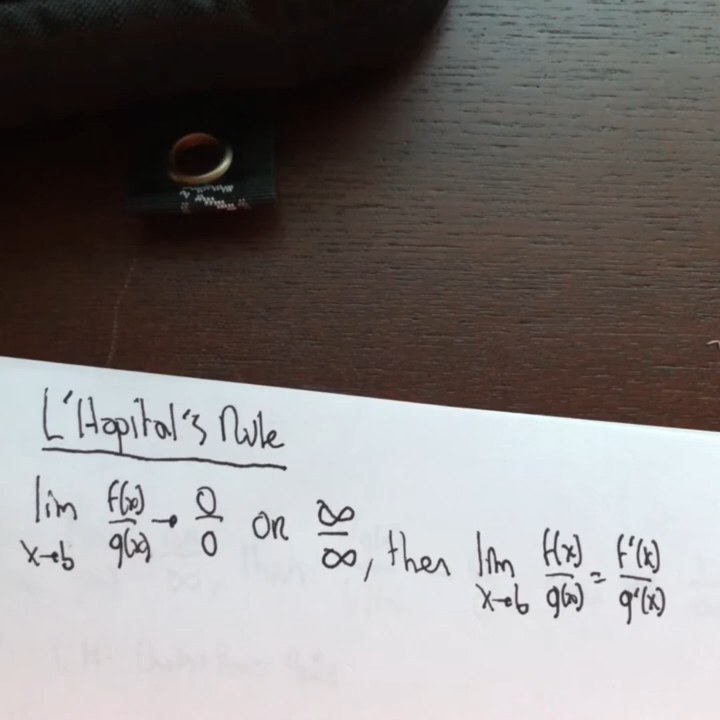 L'Hopital's Rule
lim x→b f(x)/g(x) → 0/0 or ∞/∞, then lim x→b f(x)/g(x) = f'(x)/g'(x)